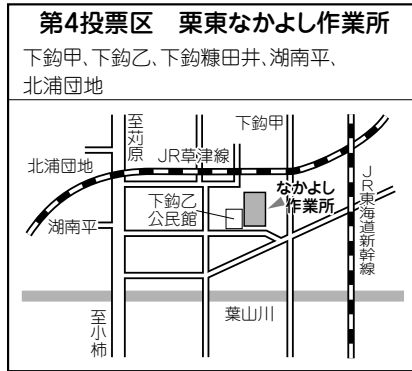 第4投票区　栗東なかよし作業所
下鈎甲、下鈎乙、下鈎糠田井、湖南平、
北浦団地
至苅原
下鈎甲
JR草津線
北浦団地
なかよし
作業所
下鈎乙
公民館
湖南平
JR東海道新幹線
葉山川
至小柿